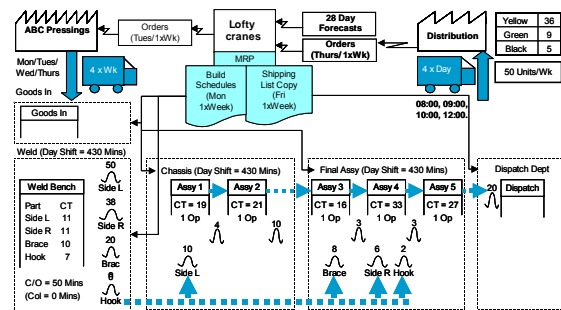 ABC Pressings
Orders
(Tues/1xWk)
Lofty
cranes
MRP
28 Day
Forecasts
Orders
(Thurs/ 1xWk)
Distribution
Yellow 36
Green 9
Black 5
50 Units/Wk
Mon/Tues/
Wed/Thurs
4 x Wk
Goods In
Build
Schedules
(Mon
1xWeek)
Shipping
List Copy
(Fri
1xWeek)
4 x Day
08:00, 09:00,
10:00, 12:00.
Goods In
Weld (Day Shift = 430 Mins)
Weld Bench
Part CT
Side L 11
Side R 11
Brace 10
Hook 7
C/O = 50 Mins
(Col = 0 Mins)
50
Side L
38
Side R
20
Brac
Hook
Chassis (Day Shift = 430 Mins)
Assy 1
CT = 19
1 Op
Assy 2
CT = 21
1 Op
4
10
10
Side L
Final Assy (Day Shift = 430 Mins)
Assy 3
CT = 16
1 Op
Assy 4
CT = 33
1 Op
Assy 5
CT = 27
1 Op
3
3
8
Brace
6
Side R
2
Hook
Dispatch Dept
20
Dispatch